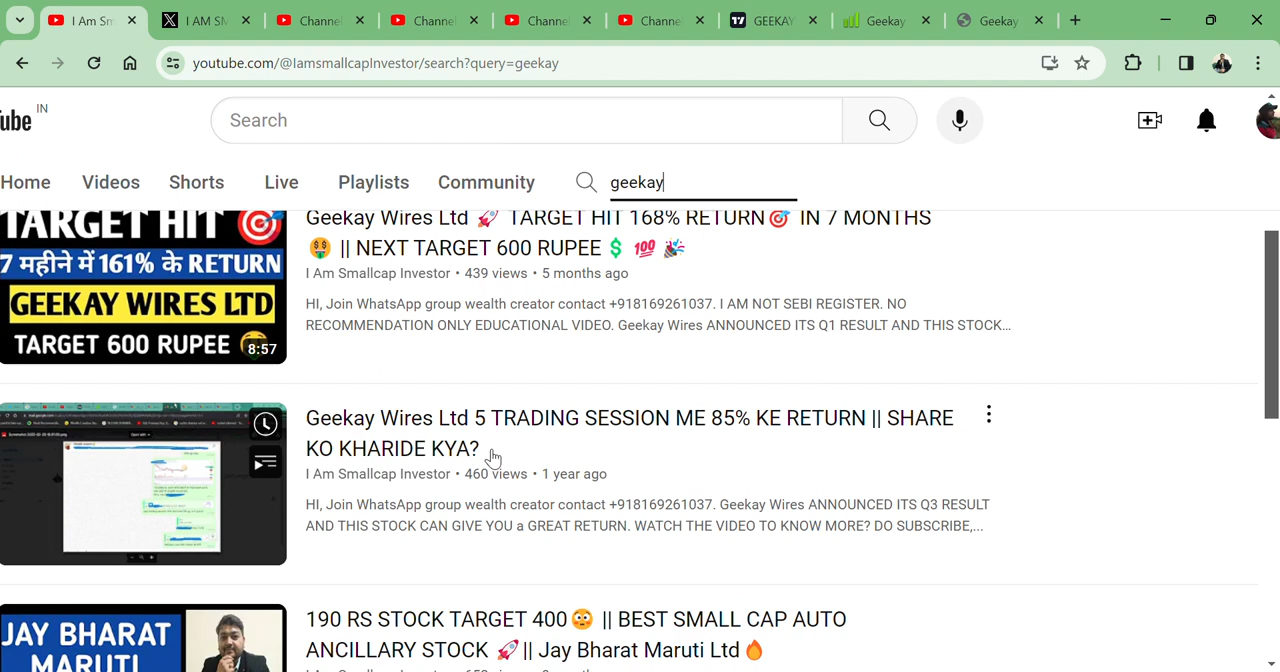 I Am Sm
I AM SM
Channel
Channel
Channel
Channel
GEEKAY
Geekay
Geekay
youtube.com/@IamsmallcapInvestor/search?query=geekay
ube IN
Search
Home Videos Shorts Live Playlists Community geekay
TARGET HIT
7 महीने में 161% के RETURN
GEEKAY WIRES LTD
TARGET 600 RUPEE
8:57
Geekay Wires Ltd 🚀 TARGET HIT 168% RETURN🎯 IN 7 MONTHS
🤑 || NEXT TARGET 600 RUPEE 💲 💯 🎉
I Am Smallcap Investor • 439 views • 5 months ago
HI, Join WhatsApp group wealth creator contact +918169261037. I AM NOT SEBI REGISTER. NO
RECOMMENDATION ONLY EDUCATIONAL VIDEO. Geekay Wires ANNOUNCED ITS Q1 RESULT AND THIS STOCK...
Geekay Wires Ltd 5 TRADING SESSION ME 85% KE RETURN || SHARE
KO KHARIDE KYA?
I Am Smallcap Investor • 460 views • 1 year ago
HI, Join WhatsApp group wealth creator contact +918169261037. Geekay Wires ANNOUNCED ITS Q3 RESULT
AND THIS STOCK CAN GIVE YOU a GREAT RETURN. WATCH THE VIDEO TO KNOW MORE? DO SUBSCRIBE,...
JAY BHARAT
MARUTI
190 RS STOCK TARGET 400😳 || BEST SMALL CAP AUTO
ANCILLARY STOCK 🚀|| Jay Bharat Maruti Ltd🔥